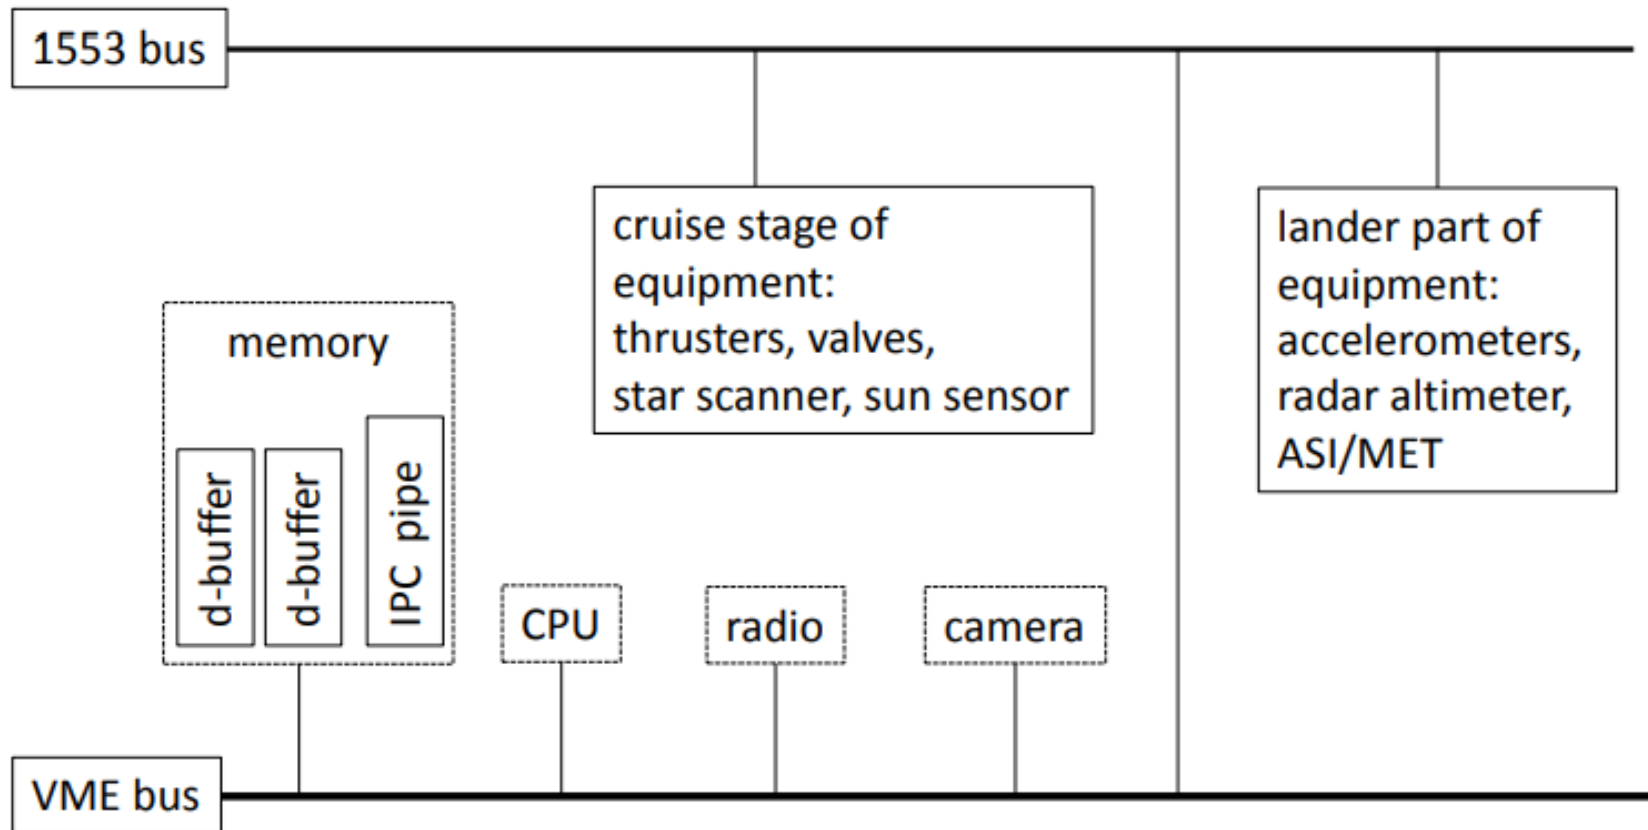 1553 bus
cruise stage of
equipment:
thrusters, valves,
star scanner, sun sensor
lander part of
equipment:
accelerometers,
radar altimeter,
ASI/MET
memory
d-buffer
d-buffer
IPC pipe
CPU
radio
camera
VME bus